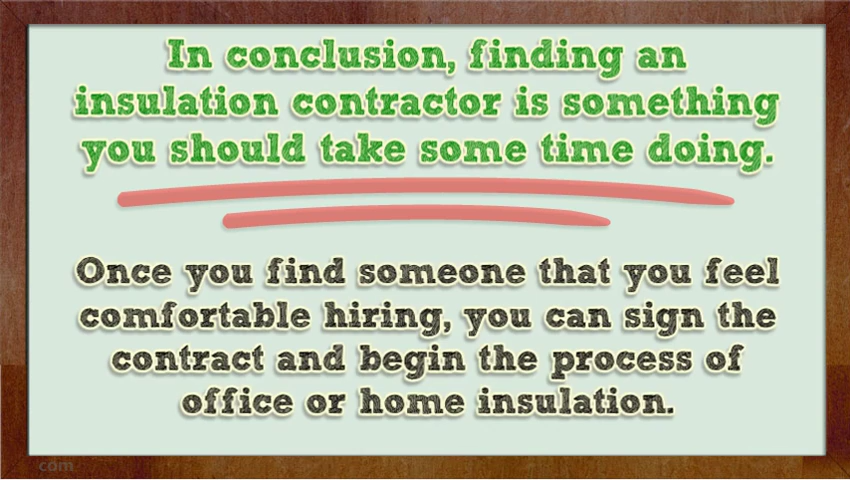 In conclusion, finding an
insulation contractor is something
you should take some time doing.
Once you find someone that you feel
comfortable hiring, you can sign the
contract and begin the process of
office or home insulation.
com